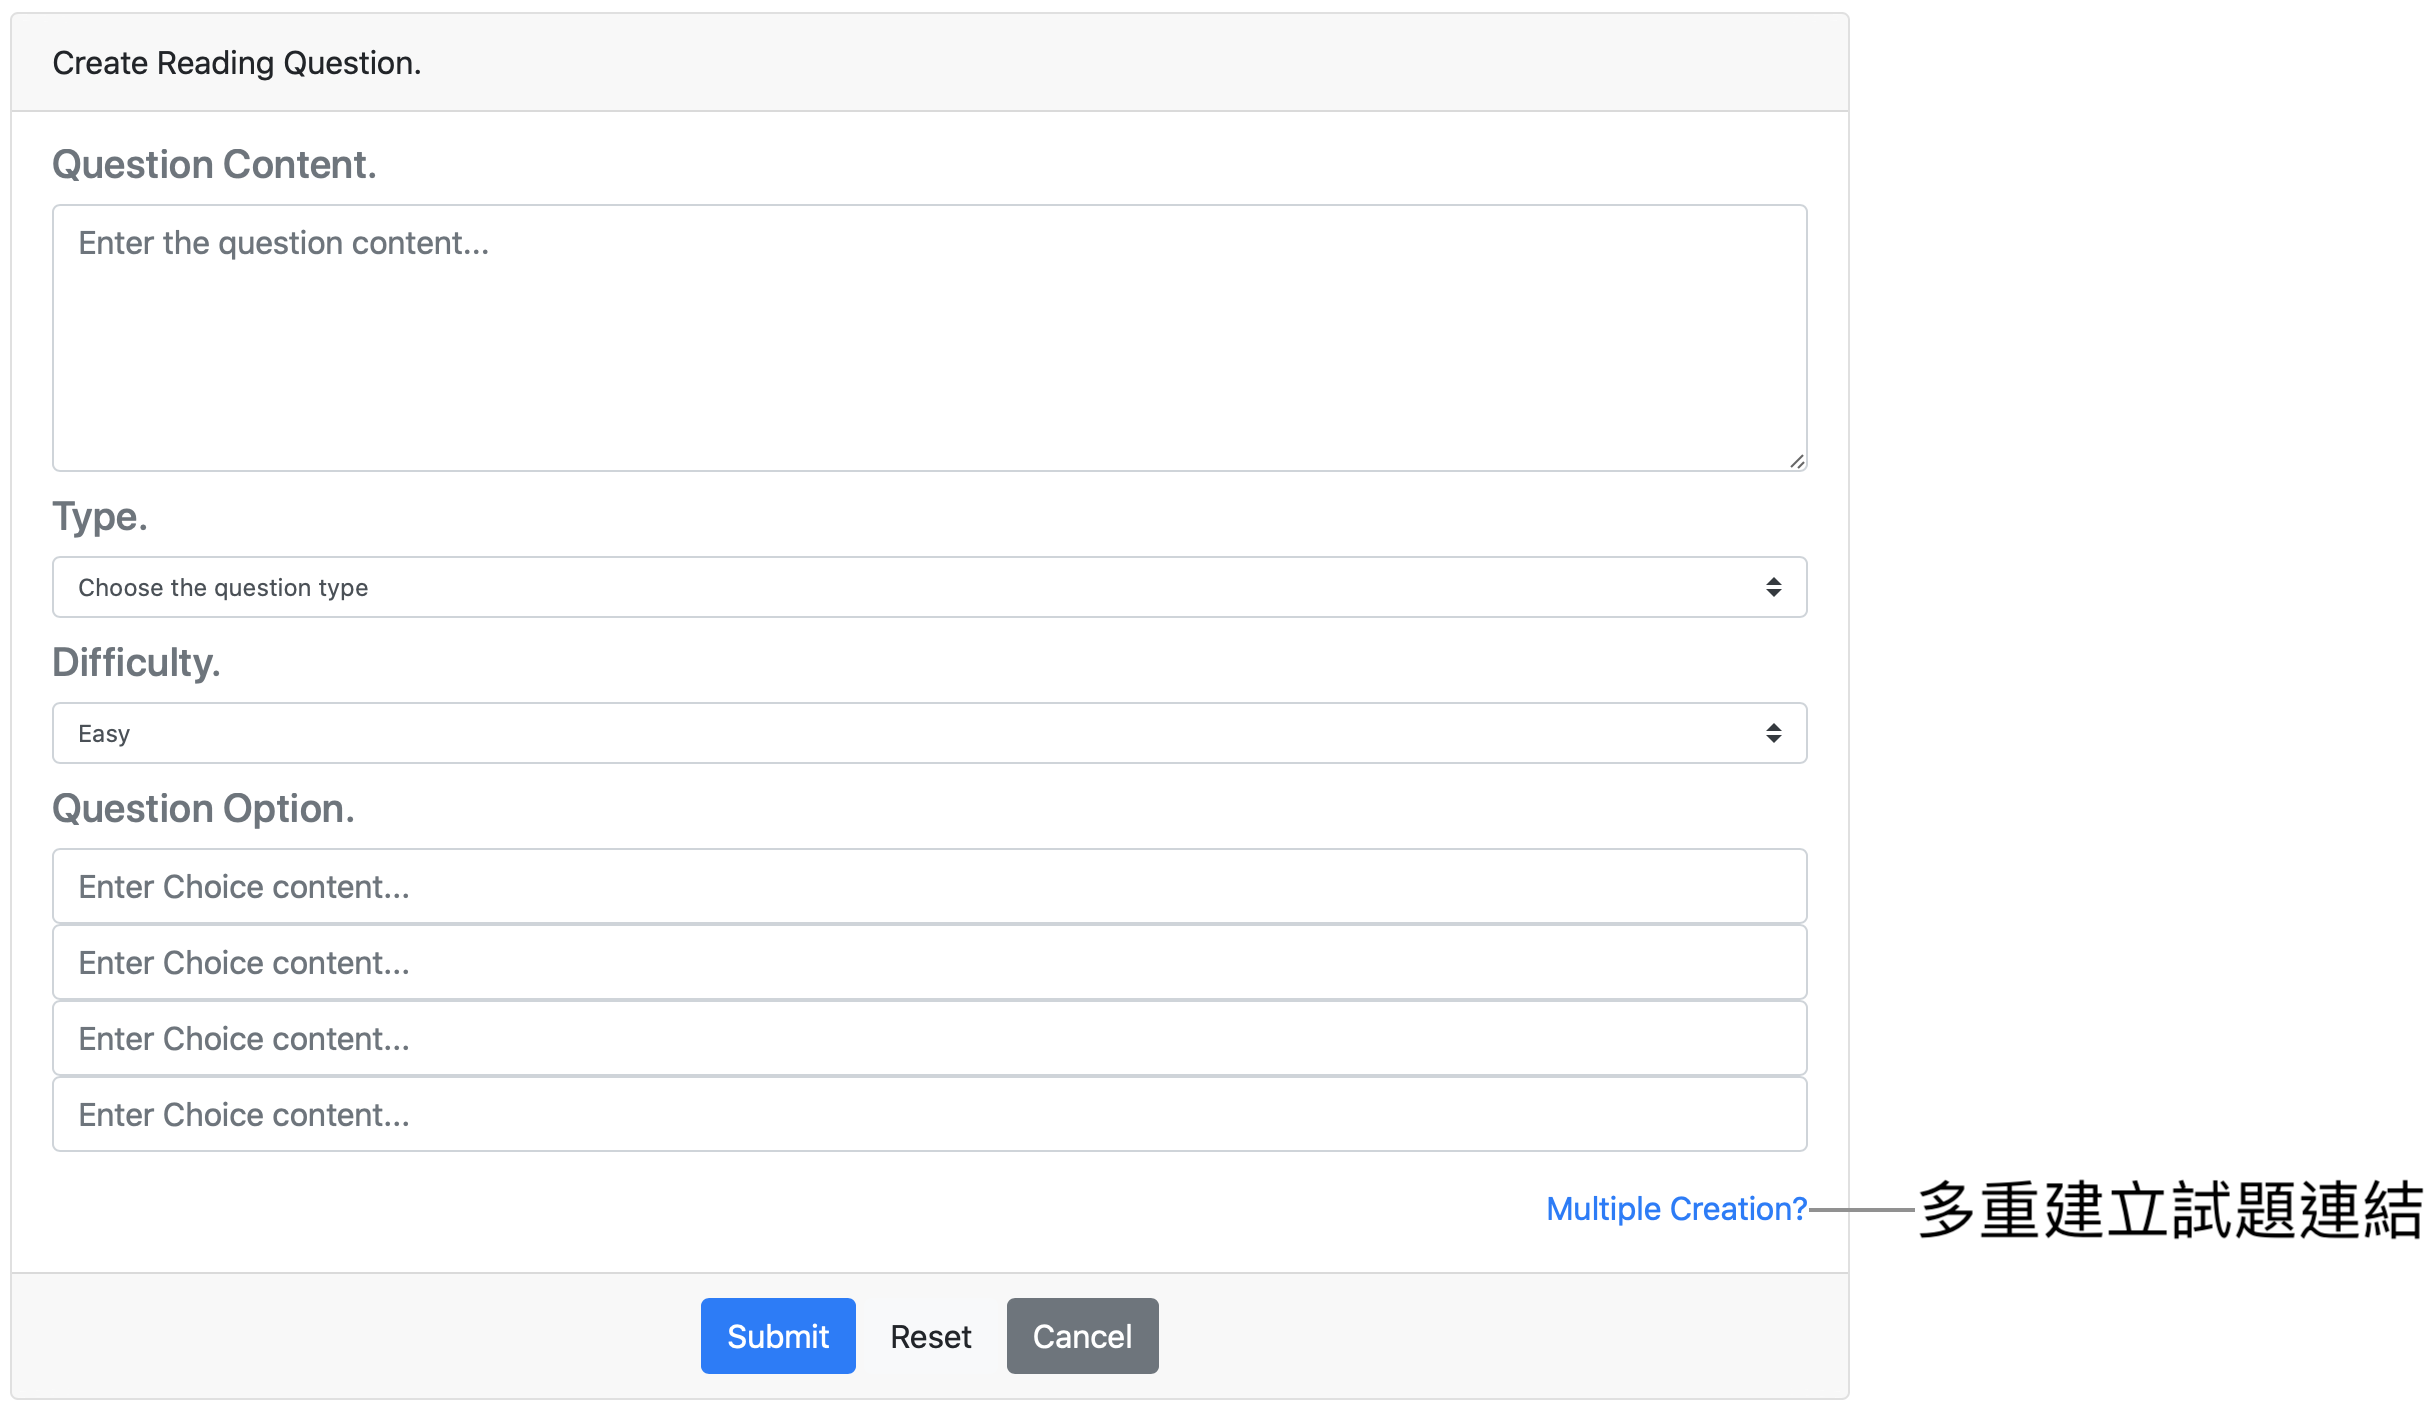 Create Reading Question.
Question Content.
Enter the question content...
Type.
Choose the question type
Difficulty.
Easy
Question Option.
Enter Choice content...
Enter Choice content...
Enter Choice content...
Enter Choice content...
Multiple Creation? 多重建立試題連結
Submit Reset Cancel